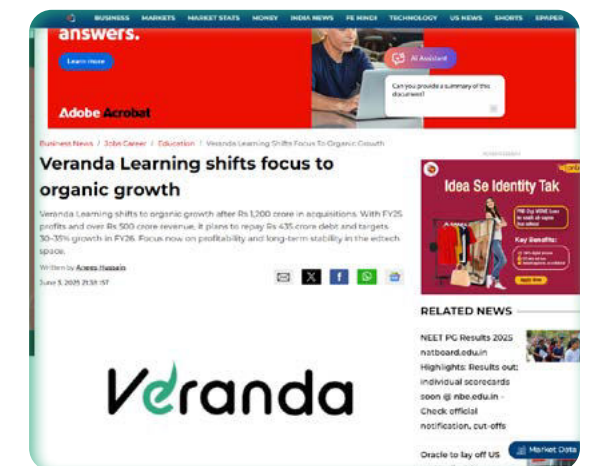 BUSINESS MARKETS MARKET STATS MONEY INDIA NEWS FE HINDI TECHNOLOGY US NEWS SHORTS EPAPER
answers.
Learn more
AI Assistant
Can you provide a summary of this
document?
Adobe Acrobat
Business News / Jobs Career / Education / Veranda Learning Shifts Focus To Organic Growth
Veranda Learning shifts focus to
organic growth
Veranda Learning shifts to organic growth after Rs 1,200 crore in acquisitions. With FY25
profits and over Rs 500 crore revenue, it plans to repay Rs 435 crore debt and targets
30–35% growth in FY26. Focus now on profitability and long-term stability in the edtech
space.
Written by Anees Hussain
June 3, 2025 21:33 IST
Veranda
ADVERTISEMENT
Idea Se Identity Tak
Key Benefits:
Apply Now
RELATED NEWS
NEET PG Results 2025
natboard.edu.in
Highlights: Results out;
individual scorecards
soon @ nbe.edu.in -
Check official
notification, cut-offs
Oracle to lay off US
Market Data